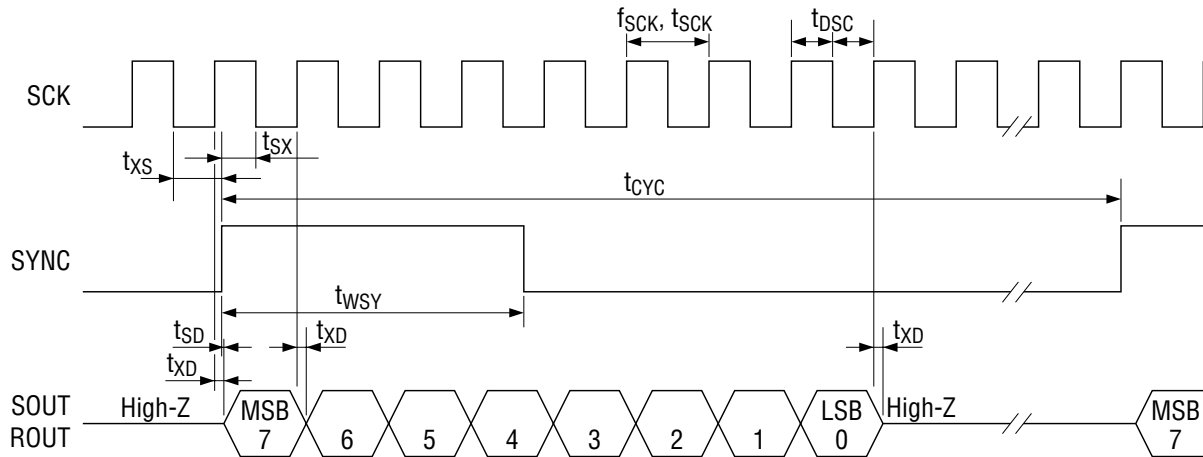 fSCK, tSCK
tDSC
SCK
tXS
tSX
tCYC
SYNC
tWSY
tSD
tXD
tXD
tXD
SOUT
ROUT
High-Z
MSB
7
6
5
4
3
2
1
LSB
0
High-Z
MSB
7